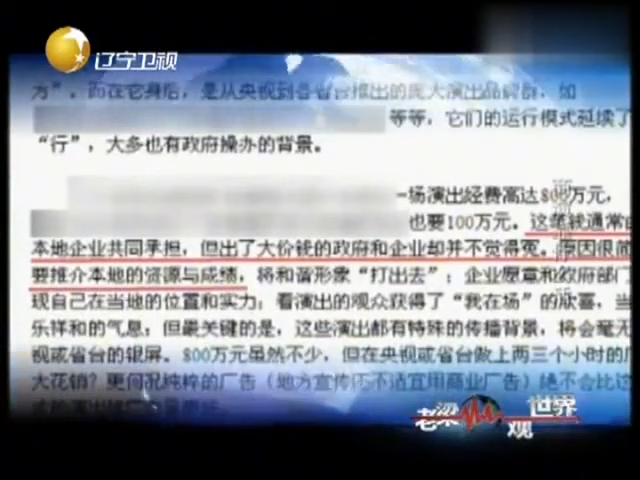 辽宁卫视
方”。而在它身后，是从央视到各省台推出的庞大演出品牌群，如
等等，它们的运行模式延续了
“行”，大多也有政府操办的背景。
一场演出经费高达800万元，
也要100万元。这笔钱通常由
本地企业共同承担，但出了大价钱的政府和企业却并不觉得冤。原因很简
要推介本地的资源与成绩，将和谐形象“打出去”；企业愿意和政府部门
现自己在当地的位置和实力；看演出的观众获得了“我在场”的欣喜，
乐祥和的气息；但最关键的是，这些演出都有特殊的传播背景，将会毫无
视或省台的银屏。800万元虽然不少，但在央视或省台做上两三个小时的广
大花销？更何况纯粹的广告（地方宣传还不适宜用商业广告）绝不会比这
老梁观世界